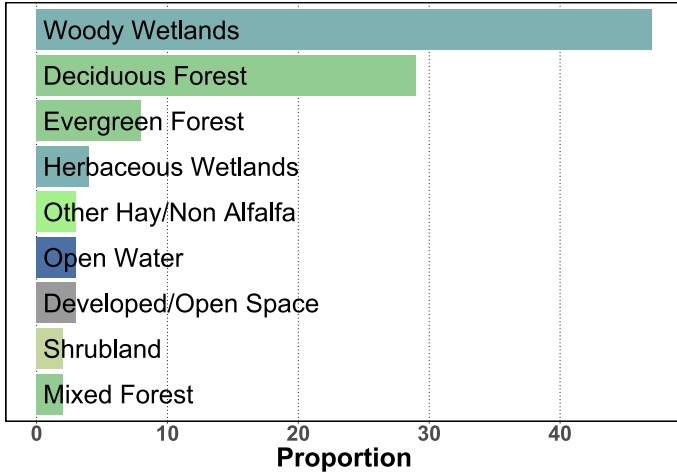 Woody Wetlands
Deciduous Forest
Evergreen Forest
Herbaceous Wetlands
Other Hay/Non Alfalfa
Open Water
Developed/Open Space
Shrubland
Mixed Forest
0 10 20 30 40
Proportion